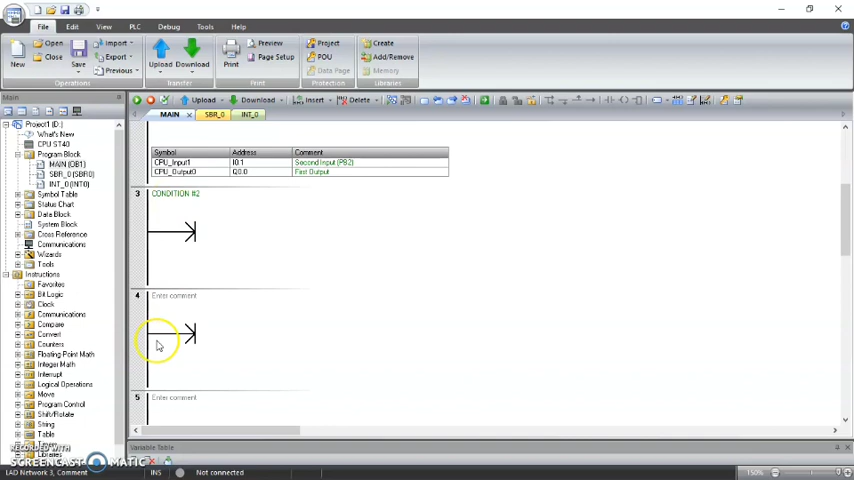 File Edit View PLC Debug Tools Help
New Open Close Save Import Export Previous Upload Download Print Preview Page Setup Project POU Data Page Create Add/Remove Memory
Operations Transfer Print Protection Libraries
Main
Upload Download Insert Delete
MAIN SBR_0 INT_0
Project1 (D:)
What's New
CPU ST40
Program Block
MAIN (OB1)
SBR_0 (SBR0)
INT_0 (INT0)
Symbol Table
Status Chart
Data Block
System Block
Cross Reference
Communications
Wizards
Tools
Instructions
Favorites
Bit Logic
Clock
Communications
Compare
Convert
Counters
Floating Point Math
Integer Math
Interrupt
Logical Operations
Move
Program Control
Shift/Rotate
String
Table
Timers
Libraries
Symbol Address Comment
CPU_Input1 I0.1 Second Input (PB2)
CPU_Output0 Q0.0 First Output
3 CONDITION #2
4 Enter comment
5 Enter comment
Variable Table
RECORDED WITH
SCREENCAST MATIC
LAD Network 3, Comment INS Not connected 150%